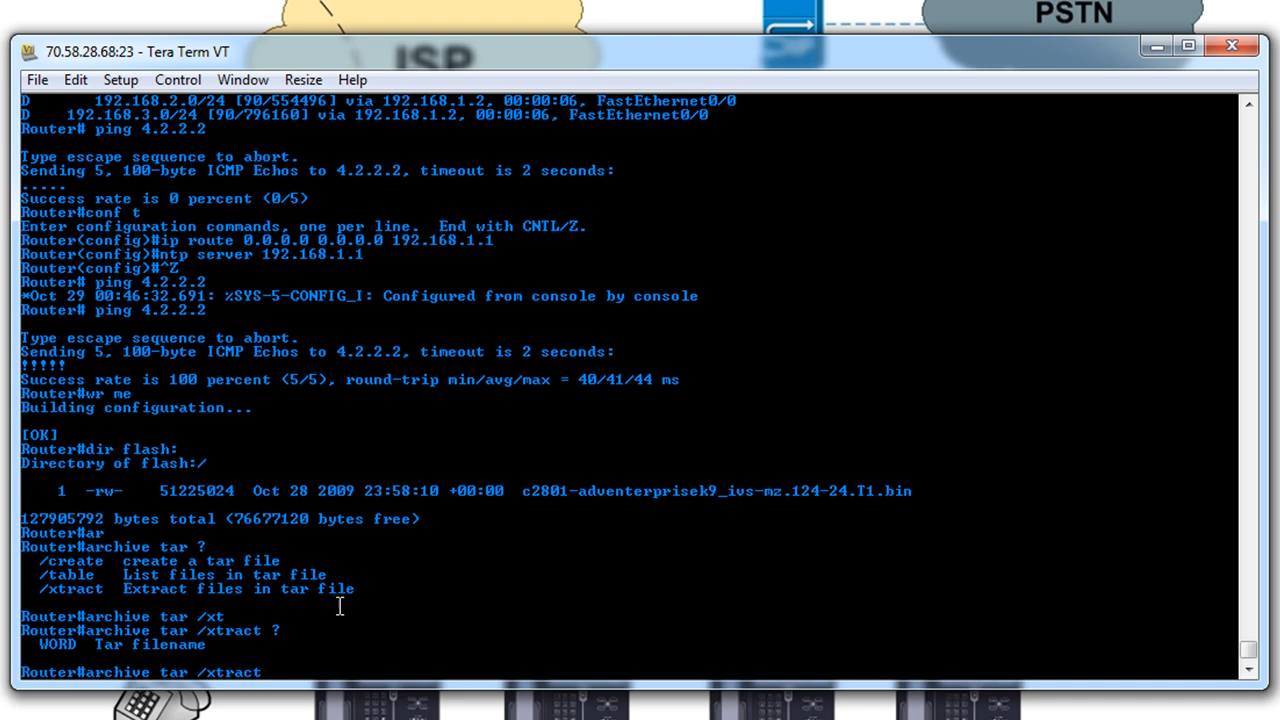 PSTN
ISP
70.58.28.68:23 - Tera Term VT
File Edit Setup Control Window Resize Help
D 192.168.2.0/24 [90/554496] via 192.168.1.2, 00:00:06, FastEthernet0/0
D 192.168.3.0/24 [90/796160] via 192.168.1.2, 00:00:06, FastEthernet0/0
Router# ping 4.2.2.2
Type escape sequence to abort.
Sending 5, 100-byte ICMP Echos to 4.2.2.2, timeout is 2 seconds:
.....
Success rate is 0 percent (0/5)
Router#conf t
Enter configuration commands, one per line. End with CNTL/Z.
Router(config)#ip route 0.0.0.0 0.0.0.0 192.168.1.1
Router(config)#ntp server 192.168.1.1
Router(config)#^Z
Router# ping 4.2.2.2
*Oct 29 00:46:32.691: %SYS-5-CONFIG_I: Configured from console by console
Router# ping 4.2.2.2
Type escape sequence to abort.
Sending 5, 100-byte ICMP Echos to 4.2.2.2, timeout is 2 seconds:
!!!!!
Success rate is 100 percent (5/5), round-trip min/avg/max = 40/41/44 ms
Router#wr me
Building configuration...
[OK]
Router#dir flash:
Directory of flash:/
1 -rw- 51225024 Oct 28 2009 23:58:10 +00:00 c2801-adventerprisek9_ivs-mz.124-24.T1.bin
127905792 bytes total (76677120 bytes free)
Router#ar
Router#archive tar ?
/create create a tar file
/table List files in tar file
/xtract Extract files in tar file
Router#archive tar /xt
Router#archive tar /xtract ?
WORD Tar filename
Router#archive tar /xtract